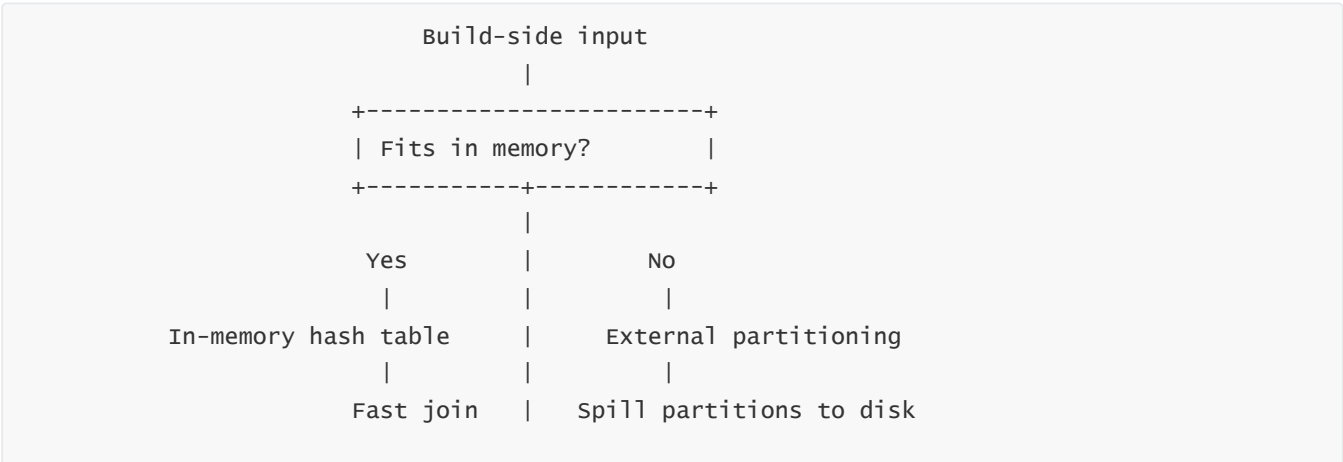 Build-side input
|
+-----------------------+
| Fits in memory?        |
+-----------+------------+
|
Yes        |        No
|         |         |
In-memory hash table     |     External partitioning
|         |         |
Fast join   |   Spill partitions to disk